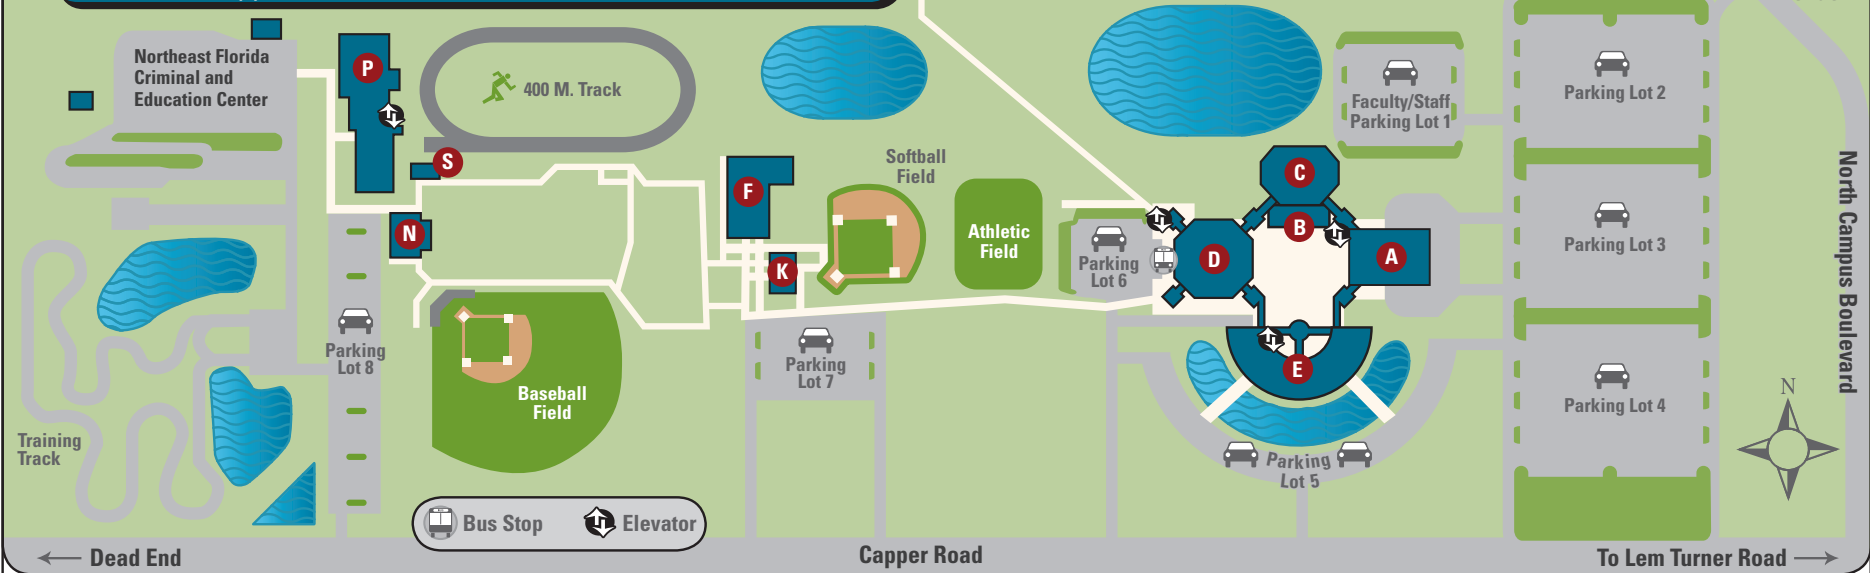 Northeast Florida
Criminal and
Education Center
P
400 M. Track
S
N
F
K
Softball
Field
Athletic
Field
Parking
Lot 6
D
C
B
A
E
Faculty/Staff
Parking Lot 1
Parking Lot 2
Parking Lot 3
Parking Lot 4
North Campus Boulevard
N
Parking
Lot 8
Baseball
Field
Parking
Lot 7
Parking
Lot 5
Training
Track
Bus Stop
Elevator
Dead End
Capper Road
To Lem Turner Road